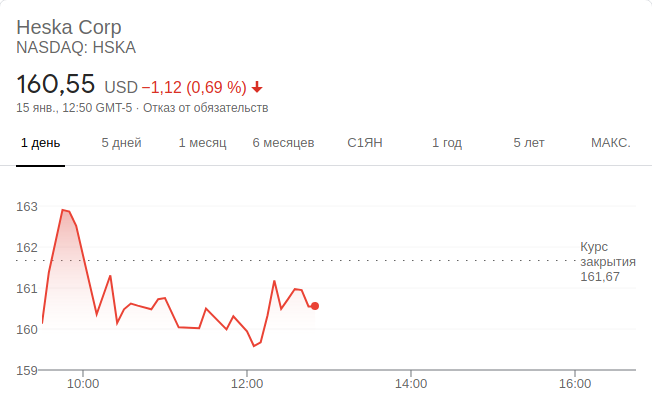 Heska Corp
NASDAQ: HSKA
160,55 USD −1,12 (0,69 %)
15 янв., 12:50 GMT-5 · Отказ от обязательств
1 день 5 дней 1 месяц 6 месяцев С1ЯН 1 год 5 лет МАКС.
163
162
Курс
закрытия
161,67
161
160
159
10:00 12:00 14:00 16:00